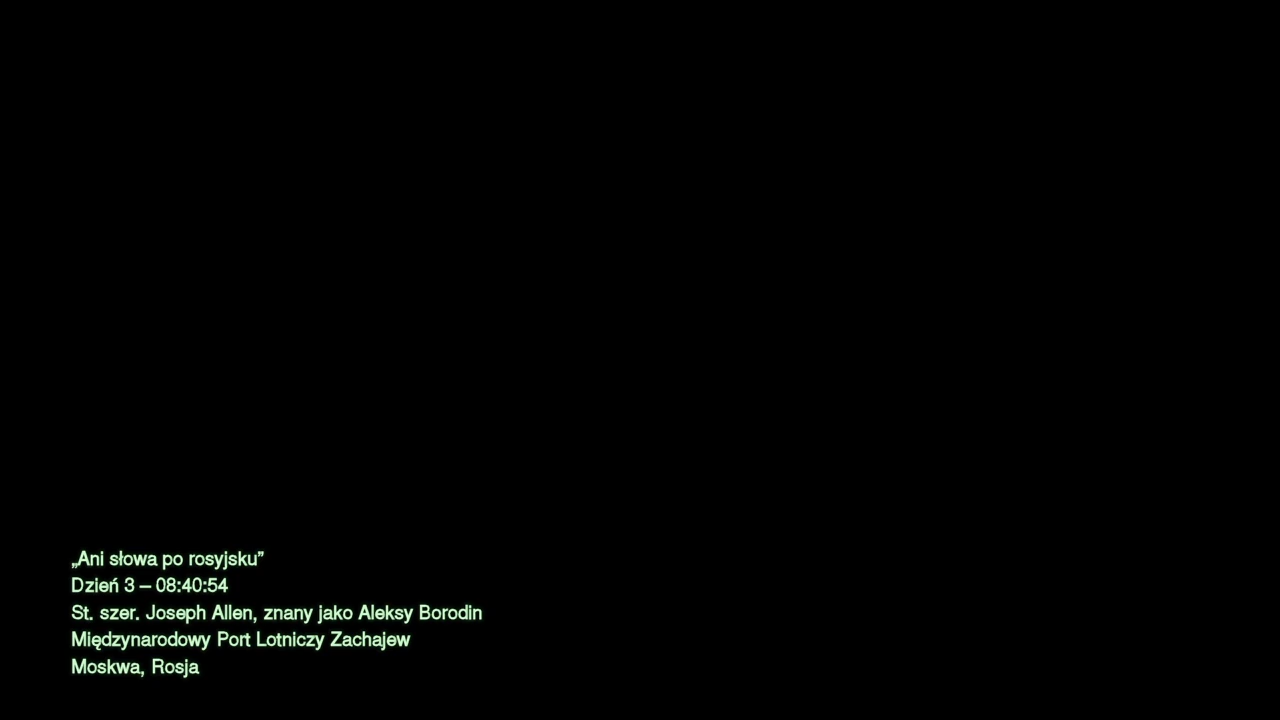 „Ani słowa po rosyjsku”
Dzień 3 – 08:40:54
St. szer. Joseph Allen, znany jako Aleksy Borodin
Międzynarodowy Port Lotniczy Zachajew
Moskwa, Rosja